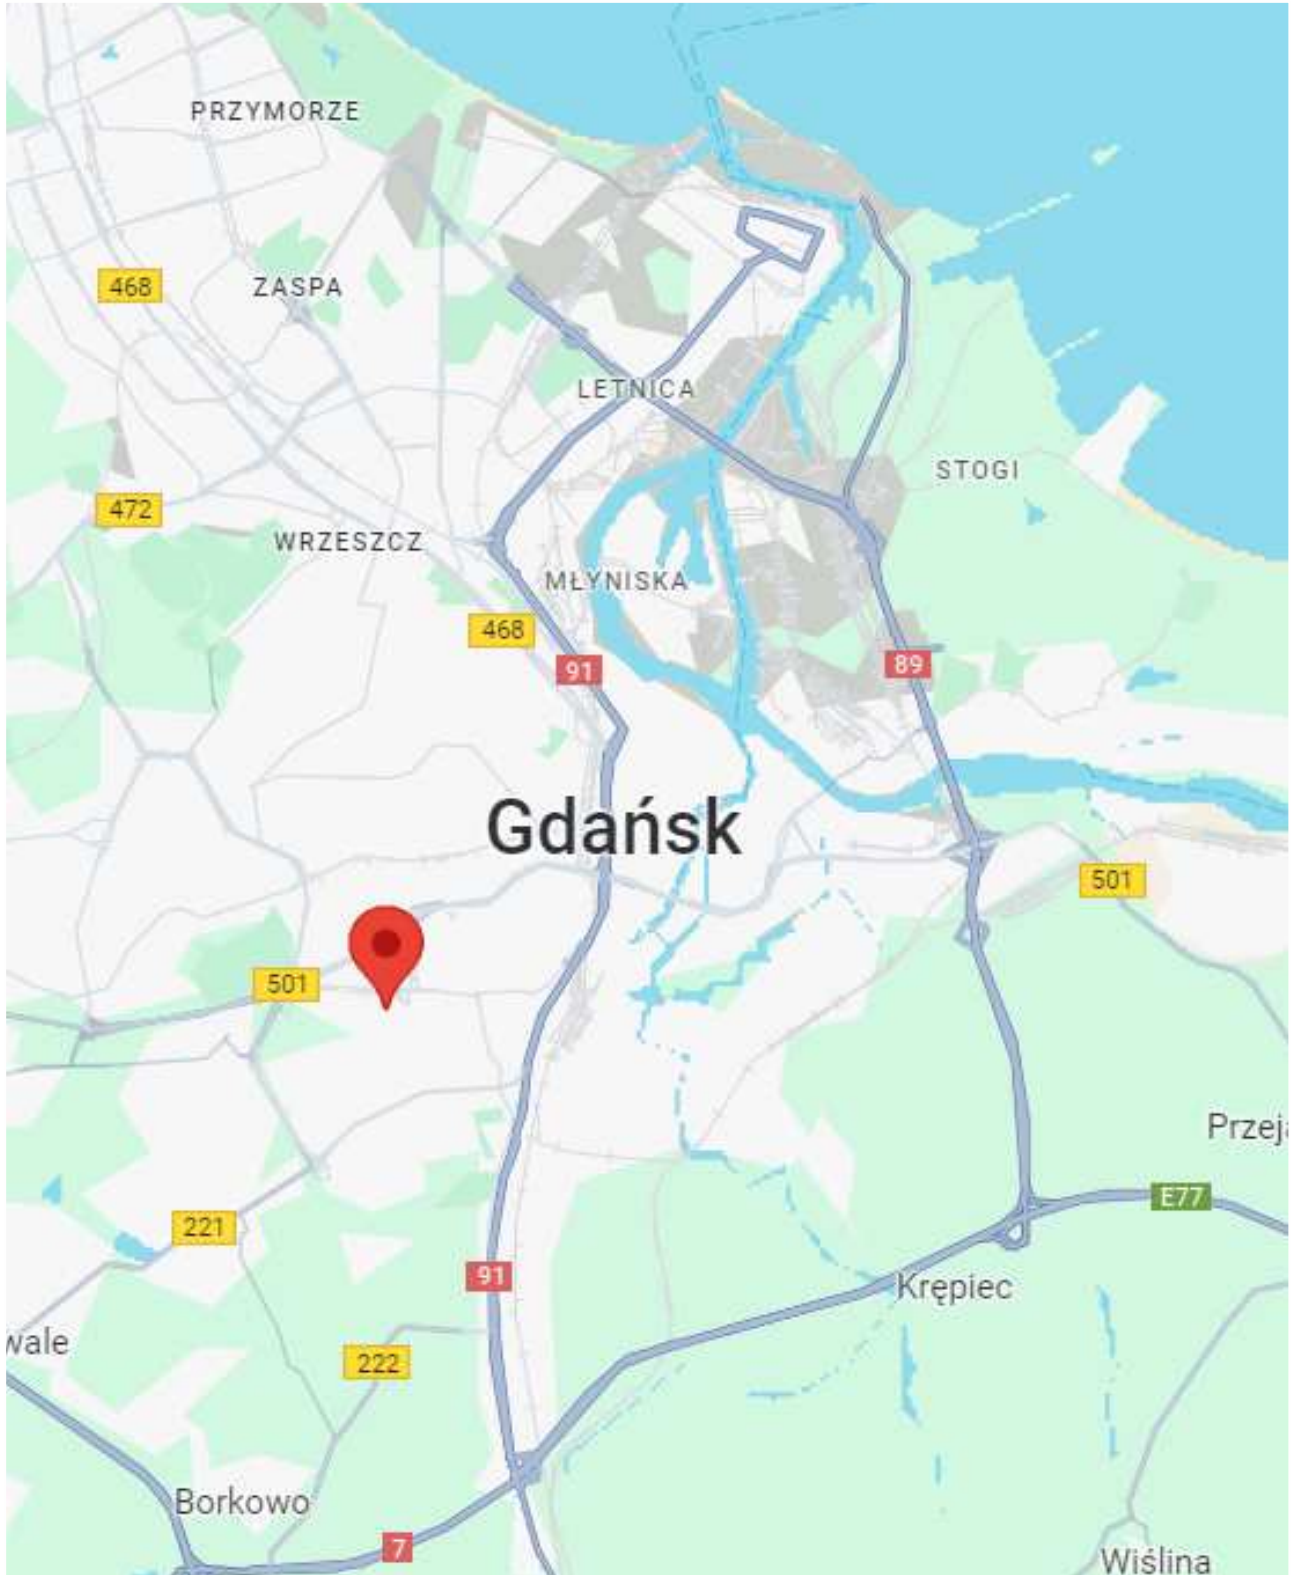 PRZYMORZE
468
ZASPA
LETNICA
STOGI
472
WRZESZCZ
MŁYNISKA
468
91
89
Gdańsk
501
501
Przej
E77
221
91
Krępiec
wale
222
Borkowo
7
Wiślina